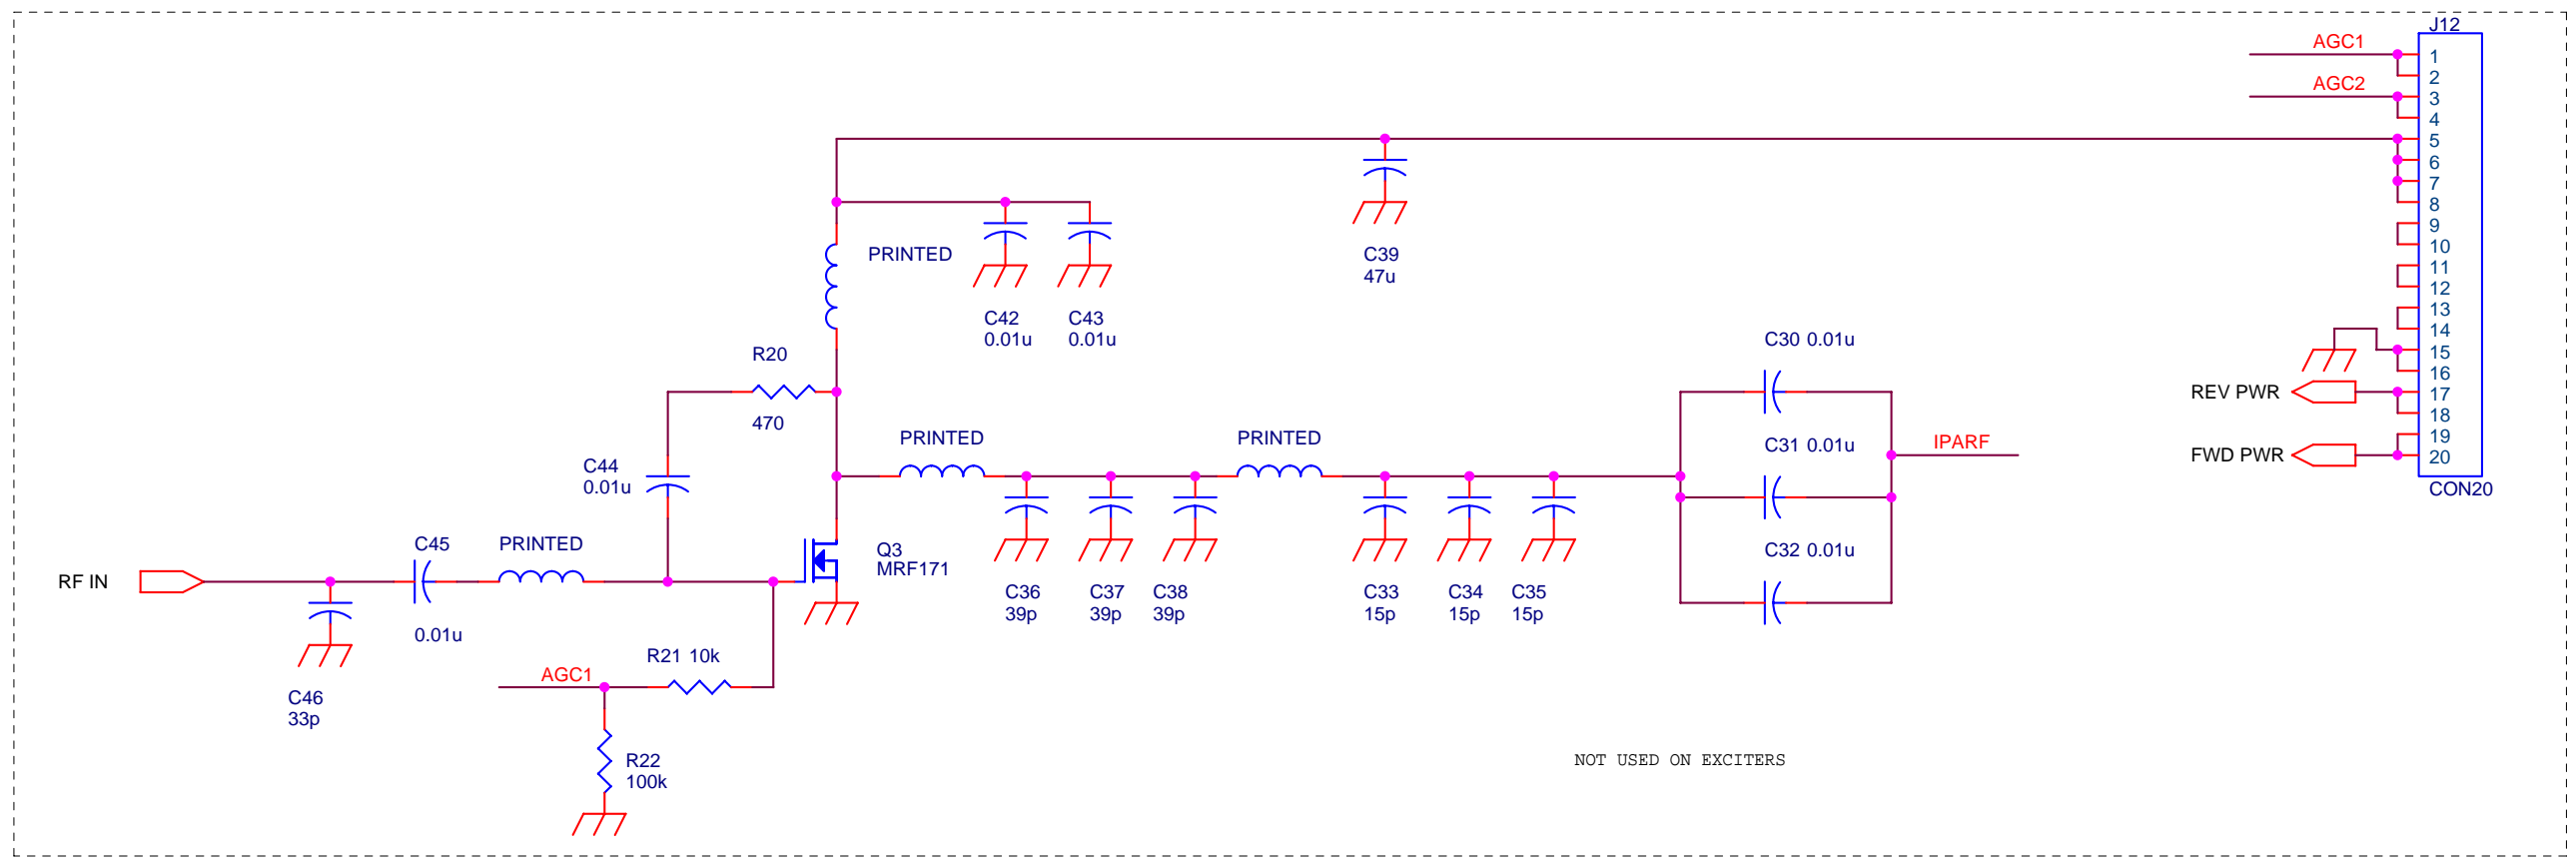 J12
AGC1
1
2
AGC2
3
4
5
6
7
8
9
10
11
12
13
14
15
16
REV PWR
17
18
19
FWD PWR
20
CON20
PRINTED
C42
0.01u
C43
0.01u
C39
47u
R20
470
C44
0.01u
PRINTED
PRINTED
C30 0.01u
C31 0.01u
C32 0.01u
IPARF
RF IN
C45
0.01u
PRINTED
Q3
MRF171
C36
39p
C37
39p
C38
39p
C33
15p
C34
15p
C35
15p
C46
33p
AGC1
R21 10k
R22
100k
NOT USED ON EXCITERS